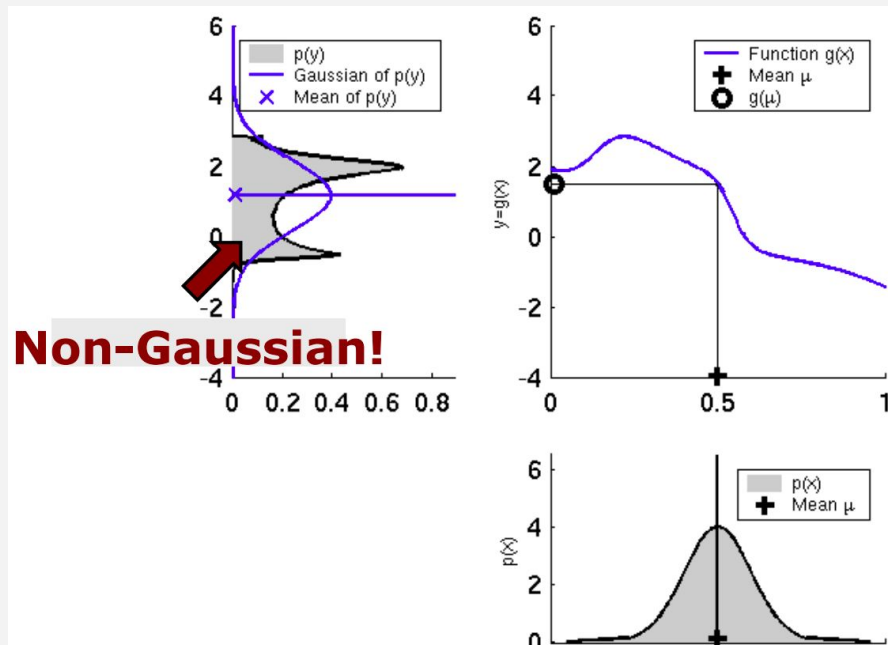 6
4
2
0
-2
-4
p(y)
Gaussian of p(y)
Mean of p(y)
Non-Gaussian!
0 0.2 0.4 0.6 0.8
6
4
2
0
-2
-4
y=g(x)
Function g(x)
Mean μ
g(μ)
0 0.5 1
6
4
2
0
p(x)
p(x)
Mean μ